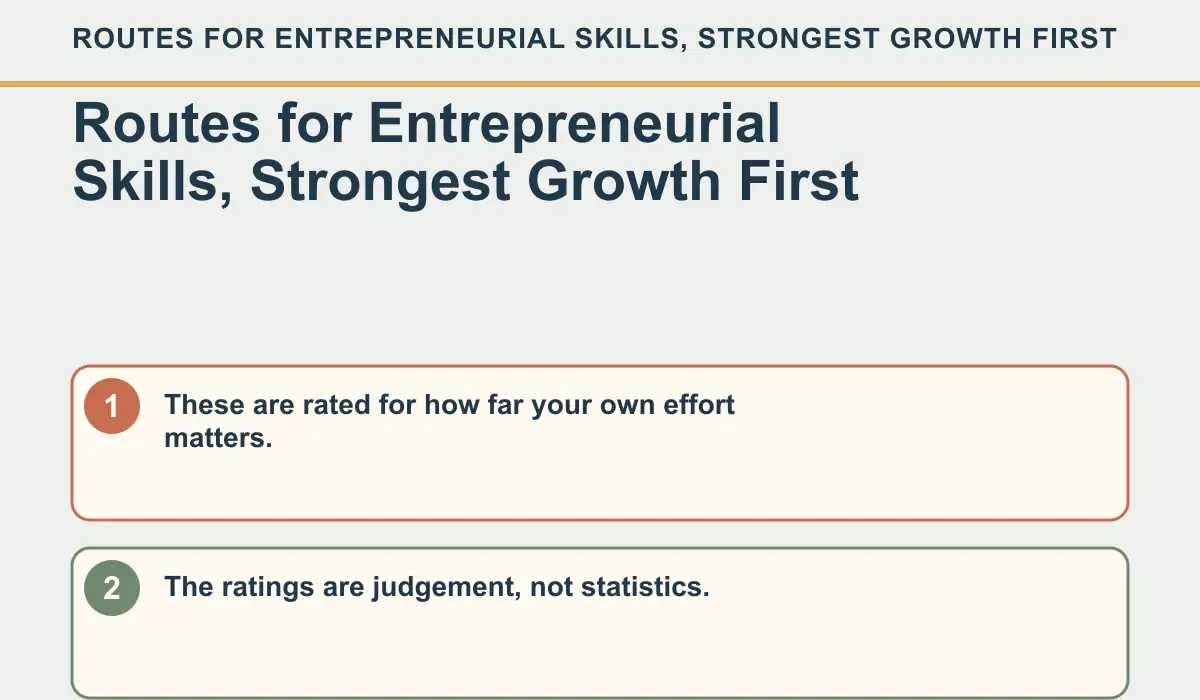 ROUTES FOR ENTREPRENEURIAL SKILLS, STRONGEST GROWTH FIRST
Routes for Entrepreneurial
Skills, Strongest Growth First
1
These are rated for how far your own effort
matters.
2
The ratings are judgement, not statistics.